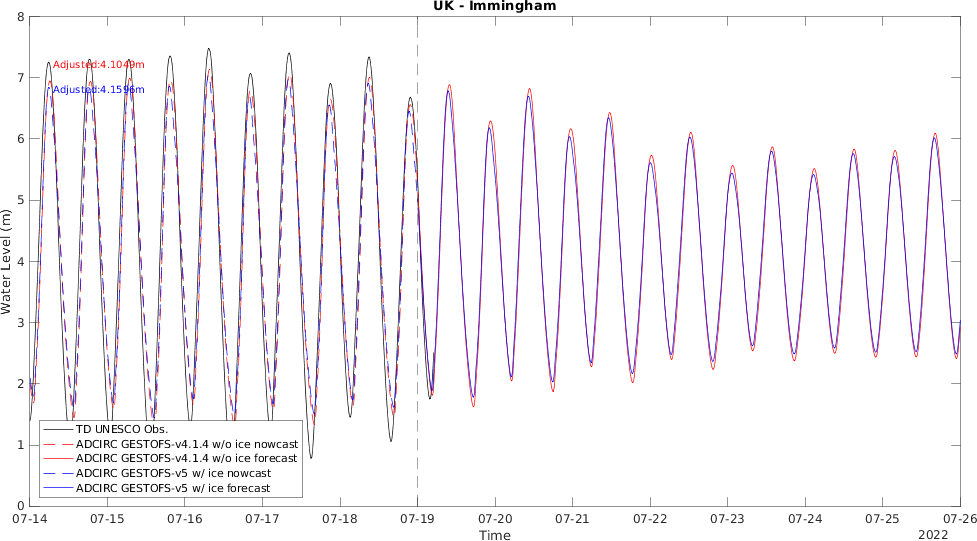 UK - Immingham
8
7
6
5
4
3
2
1
0
Water Level (m)
Adjusted:4.1049m
Adjusted:4.1596m
TD UNESCO Obs.
ADCIRC GESTOFS-v4.1.4 w/o ice nowcast
ADCIRC GESTOFS-v4.1.4 w/o ice forecast
ADCIRC GESTOFS-v5 w/ ice nowcast
ADCIRC GESTOFS-v5 w/ ice forecast
07-14 07-15 07-16 07-17 07-18 07-19 07-20 07-21 07-22 07-23 07-24 07-25 07-26
Time
2022